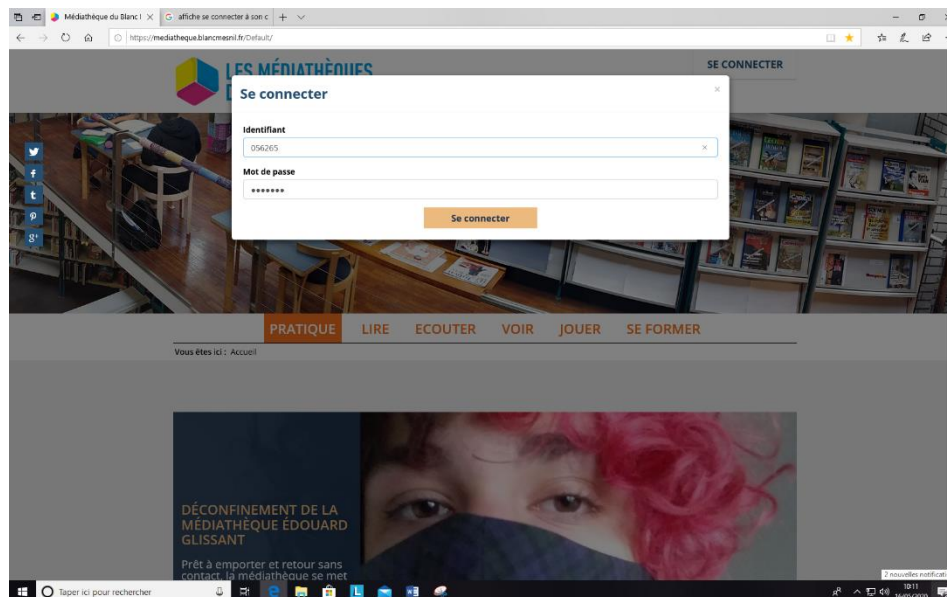 Médiathèque du Blanc
affiche se connecter à son c
https://mediatheque.blancmesnil.fr/Default/
LES MÉDIATHÈQUES
SE CONNECTER
Se connecter
Identifiant
056265
Mot de passe
•••••••
Se connecter
PRATIQUE LIRE ECOUTER VOIR JOUER SE FORMER
Vous êtes ici : Accueil
DÉCONFINEMENT DE LA
MÉDIATHÈQUE ÉDOUARD
GLISSANT
Prêt à emporter et retour sans
contact, la médiathèque se met
2 nouvelles notificati
Taper ici pour rechercher
10:11
16/05/2020